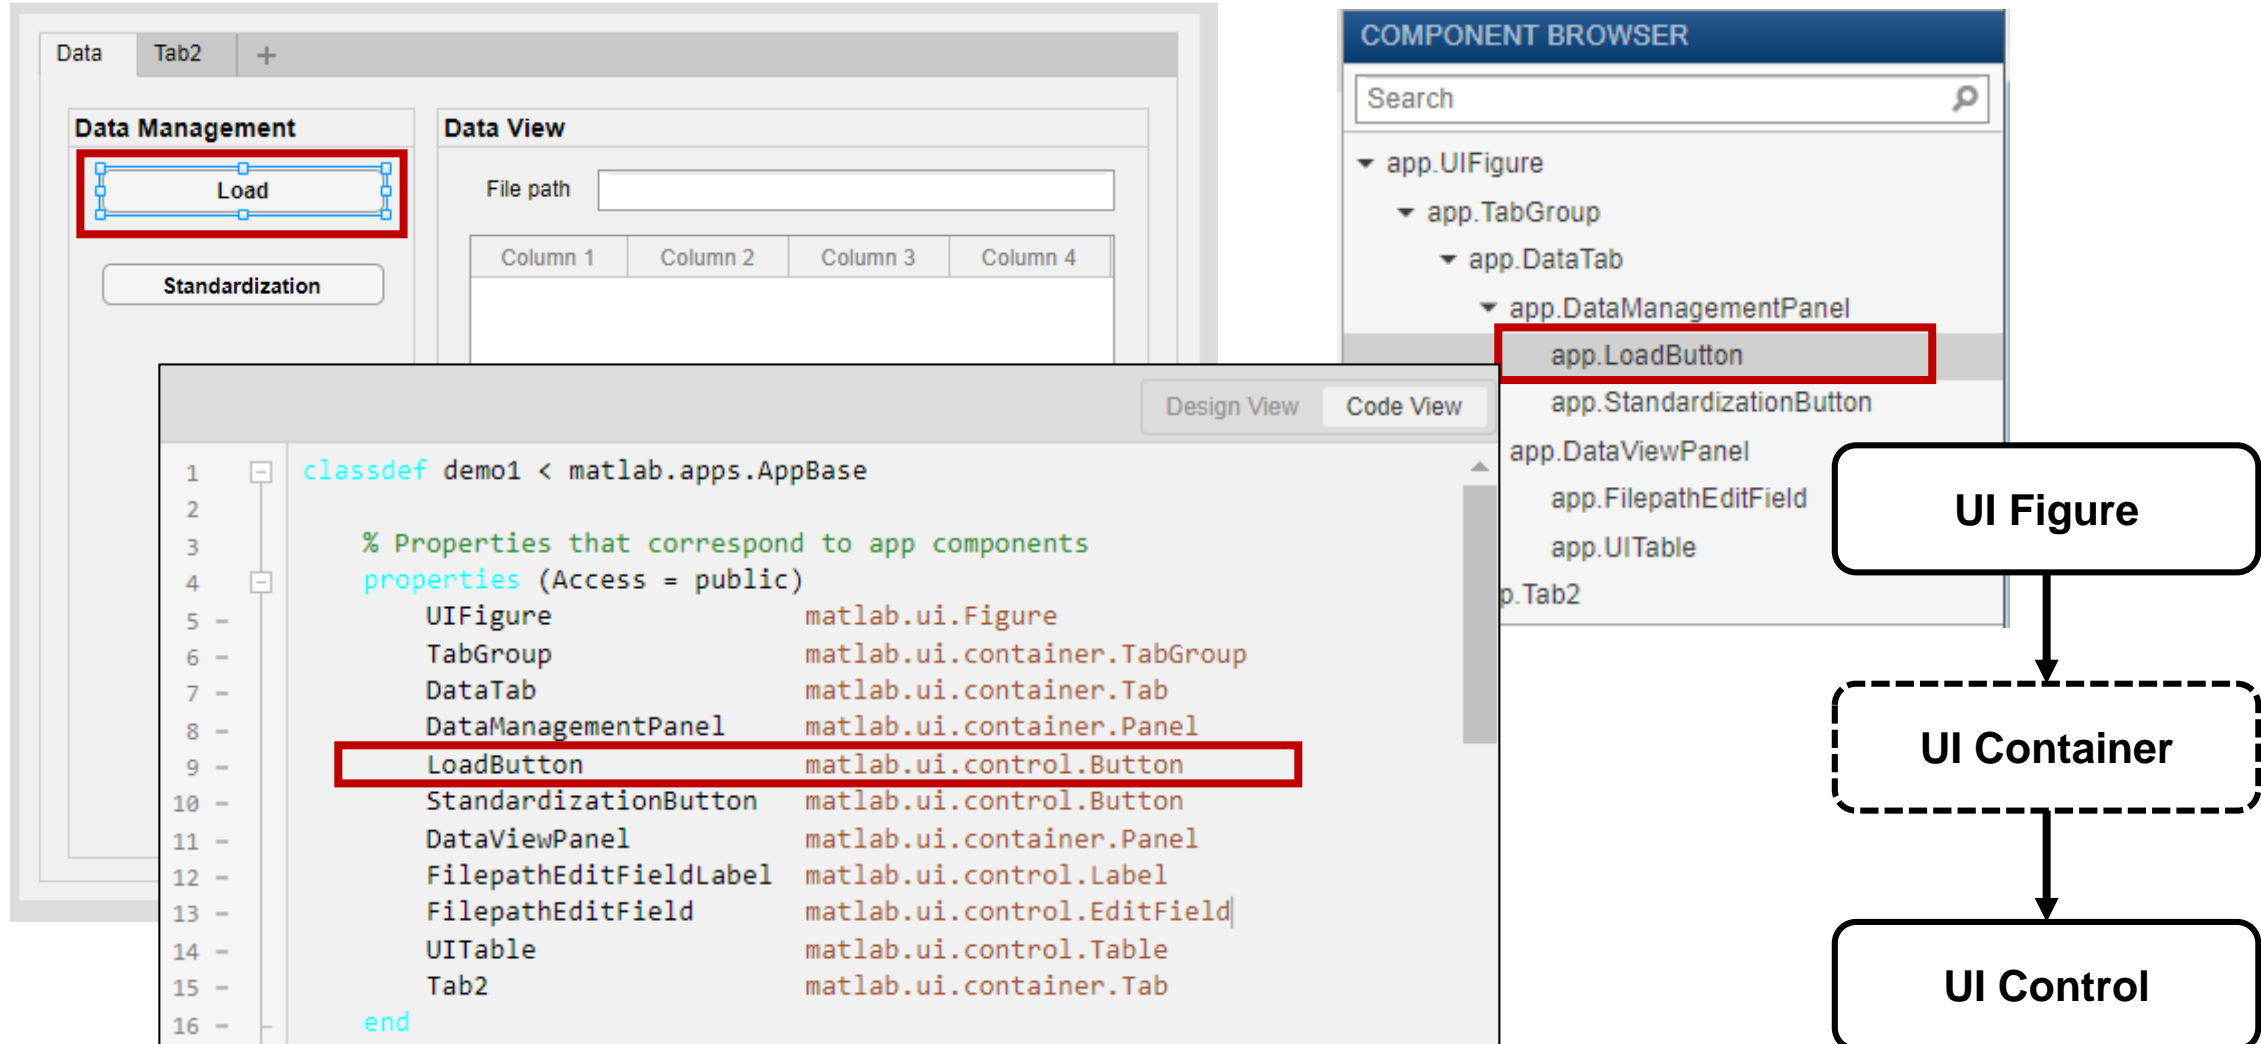 Data Tab2 +
Data Management
Load
Standardization
Data View
File path
Column 1 Column 2 Column 3 Column 4
COMPONENT BROWSER
Search
app.UIFigure
app.TabGroup
app.DataTab
app.DataManagementPanel
app.LoadButton
app.StandardizationButton
app.DataViewPanel
app.FilepathEditField
app.UITable
p.Tab2
Design View Code View
1 classdef demo1 < matlab.apps.AppBase
2
3 % Properties that correspond to app components
4 properties (Access = public)
5 - UIFigure matlab.ui.Figure
6 - TabGroup matlab.ui.container.TabGroup
7 - DataTab matlab.ui.container.Tab
8 - DataManagementPanel matlab.ui.container.Panel
9 - LoadButton matlab.ui.control.Button
10 - StandardizationButton matlab.ui.control.Button
11 - DataViewPanel matlab.ui.container.Panel
12 - FilepathEditFieldLabel matlab.ui.control.Label
13 - FilepathEditField matlab.ui.control.EditField
14 - UITable matlab.ui.control.Table
15 - Tab2 matlab.ui.container.Tab
16 - end
UI Figure
UI Container
UI Control